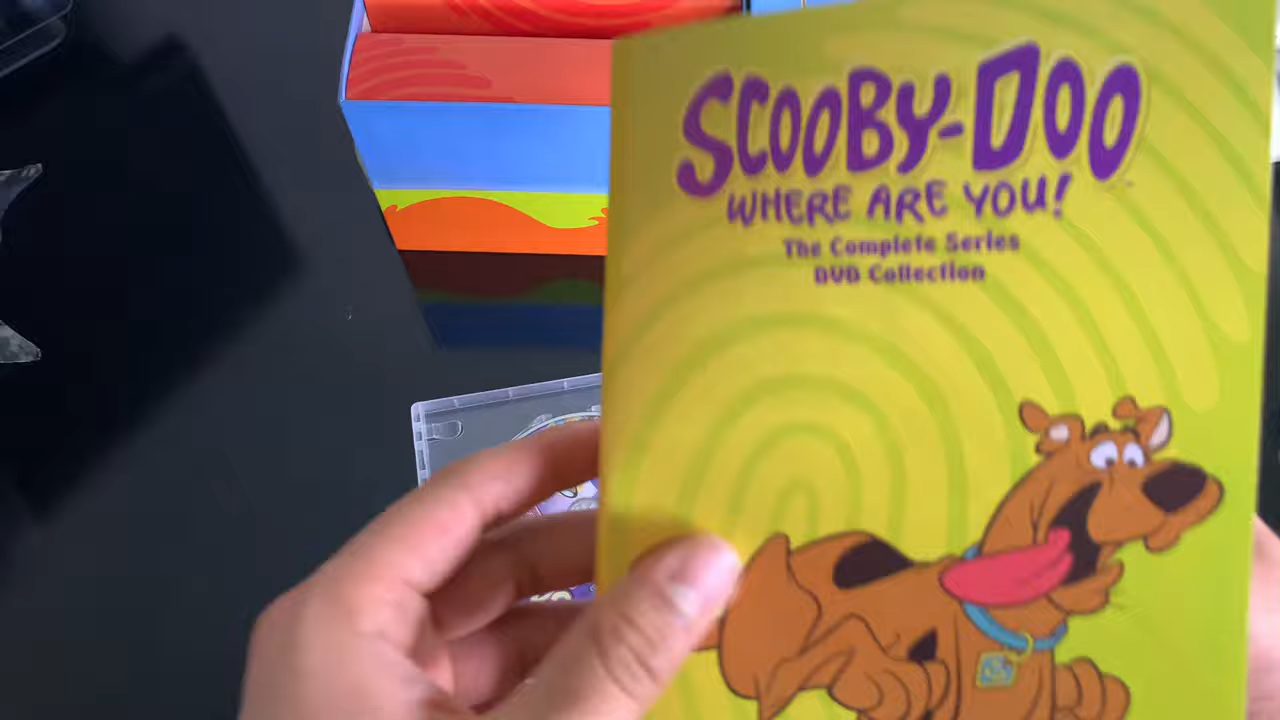 SCOOBY-DOO
WHERE ARE YOU!
The Complete Series
DVD Collection